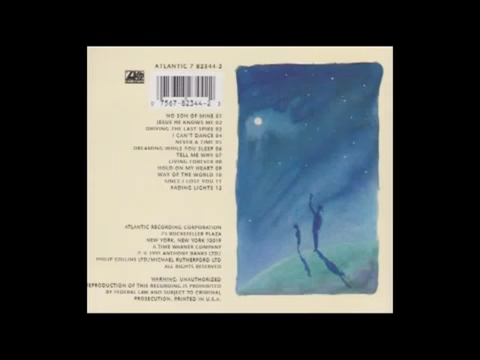 ATLANTIC 7 82344-2
7567-82344-2
NO SON OF MINE 01
JESUS HE KNOWS ME 02
DRIVING THE LAST SPIKE 03
I CAN'T DANCE 04
NEVER A TIME 05
DREAMING WHILE YOU SLEEP 06
TELL ME WHY 07
LIVING FOREVER 08
HOLD ON MY HEART 09
WAY OF THE WORLD 10
SINCE I LOST YOU 11
FADING LIGHTS 12
ATLANTIC RECORDING CORPORATION
75 ROCKEFELLER PLAZA
NEW YORK, NEW YORK 10019
A TIME WARNER COMPANY
1991 ANTHONY BANKS LTD/
PHILIP COLLINS LTD/MICHAEL RUTHERFORD LTD
ALL RIGHTS RESERVED
WARNING: UNAUTHORIZED
REPRODUCTION OF THIS RECORDING IS PROHIBITED
BY FEDERAL LAW AND SUBJECT TO CRIMINAL
PROSECUTION. PRINTED IN U.S.A.